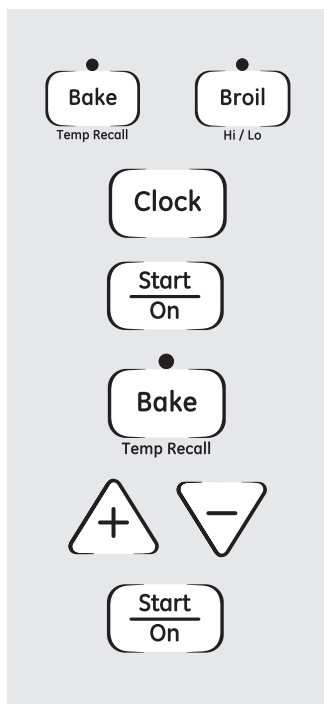 Bake Broil
Temp Recall Hi / Lo
Clock
Start
On
Bake
Temp Recall
+ −
Start
On